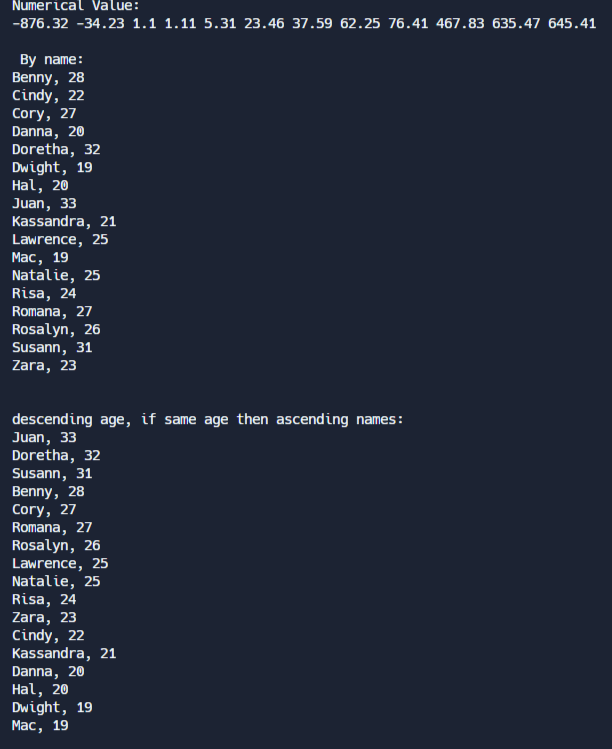 Numerical Value:
-876.32 -34.23 1.1 1.11 5.31 23.46 37.59 62.25 76.41 467.83 635.47 645.41
By name:
Benny, 28
Cindy, 22
Cory, 27
Danna, 20
Doretha, 32
Dwight, 19
Hal, 20
Juan, 33
Kassandra, 21
Lawrence, 25
Mac, 19
Natalie, 25
Risa, 24
Romana, 27
Rosalyn, 26
Susann, 31
Zara, 23
descending age, if same age then ascending names:
Juan, 33
Doretha, 32
Susann, 31
Benny, 28
Cory, 27
Romana, 27
Rosalyn, 26
Lawrence, 25
Natalie, 25
Risa, 24
Zara, 23
Cindy, 22
Kassandra, 21
Danna, 20
Hal, 20
Dwight, 19
Mac, 19